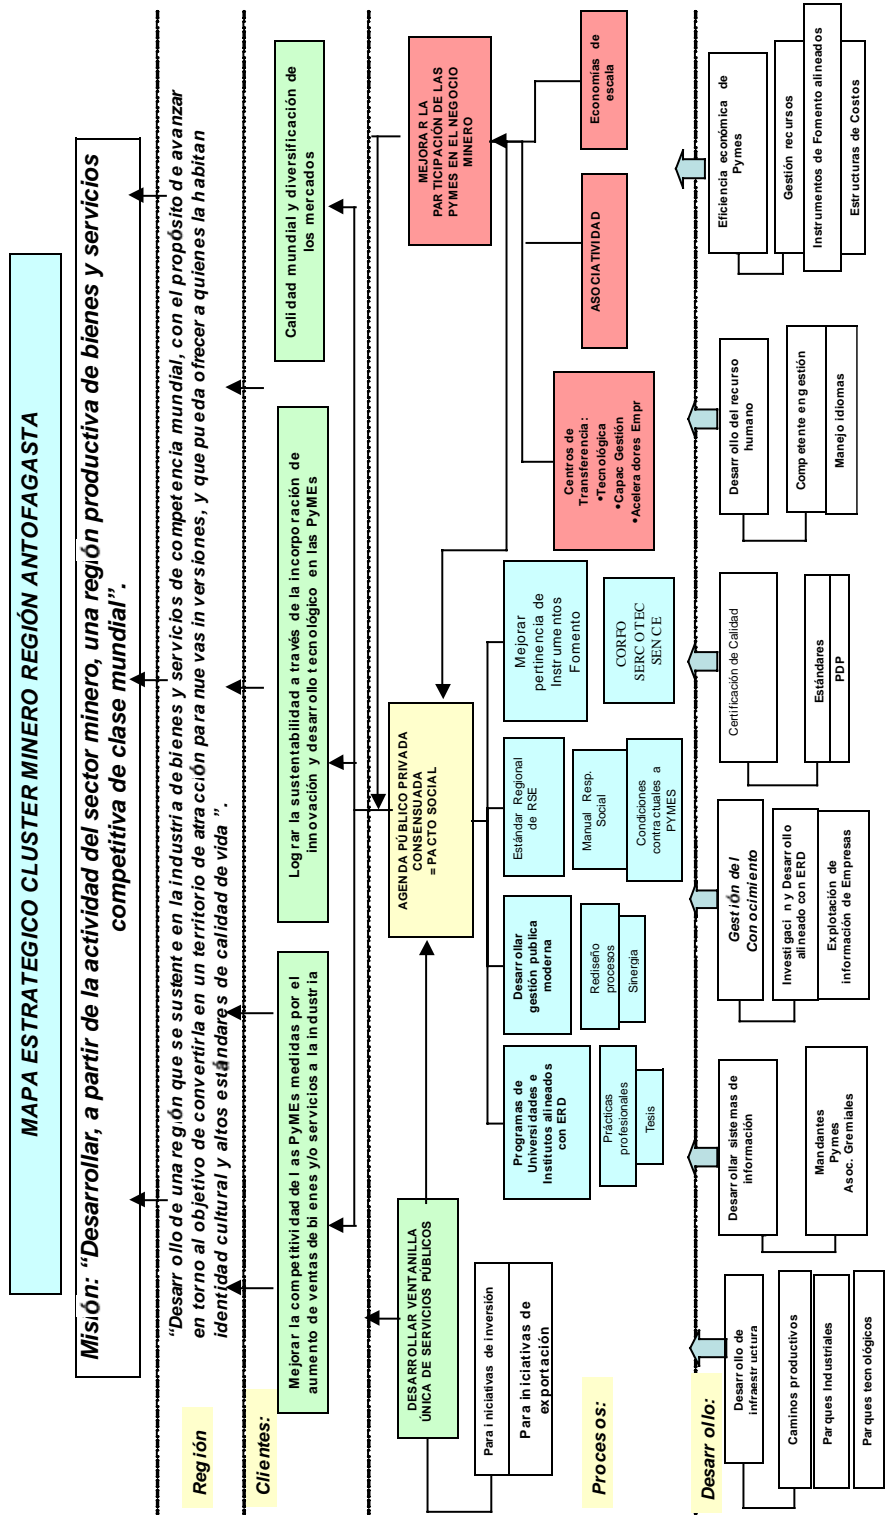 MAPA ESTRATEGICO CLUSTER MINERO REGIÓN ANTOFAGASTA
Misión: “Desarrollar, a partir de la actividad del sector minero, una región productiva de bienes y servicios
competitiva de clase mundial”.
Región
“Desarrollo de una región que se sustente en la industria de bienes y servicios de competencia mundial, con el propósito de avanzar
en torno al objetivo de convertirla en un territorio de atracción para nuevas inversiones, y que pueda ofrecer a quienes la habitan
identidad cultural y altos estándares de calidad de vida”.
Clientes:
Mejorar la competitividad de las PyMEs medidas por el
aumento de ventas de bienes y/o servicios a la industria
Lograr la sustentabilidad a través de la incorporación de
innovación y desarrollo tecnológico en las PyMEs
Calidad mundial y diversificación de
los mercados
DESARROLLAR VENTANILLA
ÚNICA DE SERVICIOS PÚBLICOS
AGENDA PÚBLICO PRIVADA
CONSENSUADA
= PACTO SOCIAL
MEJORAR LA
PARTICIPACIÓN DE LAS
PYMES EN EL NEGOCIO
MINERO
Para iniciativas de inversión
Para iniciativas de
exportación
Procesos:
Programas de
Universidades e
Institutos alineados
con ERD
Prácticas
profesionales
Tesis
Desarrollar
gestión publica
moderna
Rediseño
procesos
Sinergia
Estándar Regional
de RSE
Manual Resp.
Social
Condiciones
contractuales a
PYMES
Mejorar
pertinencia de
Instrumentos
Fomento
CORFO
SERCOTEC
SENCE
Centros de
Transferencia:
•Tecnológica
•Capac Gestión
•Aceleradores Empr
ASOCIATIVIDAD
Economías de
escala
Desarrollo:
Desarrollo de
infraestructura
Caminos productivos
Parques Industriales
Parques tecnológicos
Desarrollar sistemas de
información
Mandantes
Pymes
Asoc. Gremiales
Gestión del
Conocimiento
Investigaci n y Desarrollo
alineado con ERD
Explotación de
información de Empresas
Certificación de Calidad
Estándares
PDP
Desarrollo del recurso
humano
Competente en gestión
Manejo idiomas
Eficiencia económica de
Pymes
Gestión recursos
Instrumentos de Fomento alineados
Estructuras de Costos